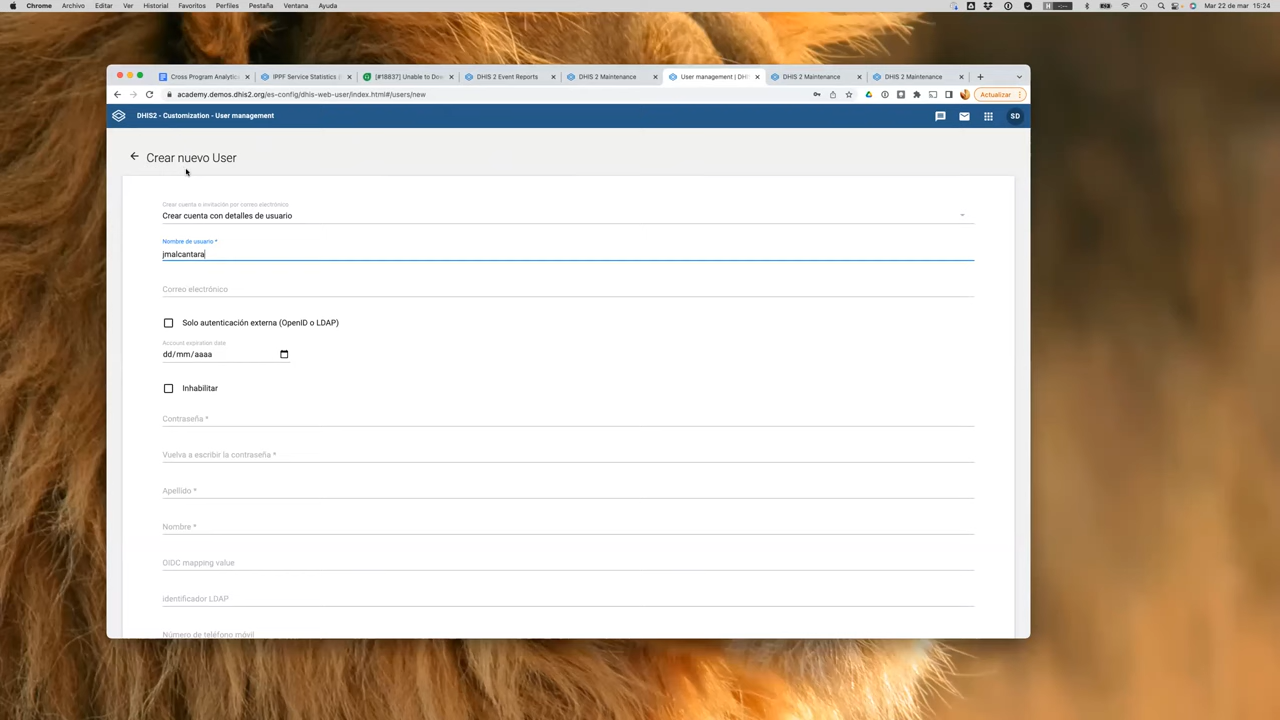 Chrome Archivo Editar Ver Historial Favoritos Perfiles Pestaña Ventana Ayuda
Mar 22 de mar 15:24
Cross Program Analytic
IPPF Service Statistics
[#18837] Unable to Dow
DHIS 2 Event Reports
DHIS 2 Maintenance
User management | DHI
DHIS 2 Maintenance
DHIS 2 Maintenance
academy.demos.dhis2.org/es-config/dhis-web-user/index.html#/users/new
Actualizar
DHIS2 - Customization - User management
SD
Crear nuevo User
Crear cuenta o invitación por correo electrónico
Crear cuenta con detalles de usuario
Nombre de usuario *
jmalcantara
Correo electrónico
Solo autenticación externa (OpenID o LDAP)
Account expiration date
dd/mm/aaaa
Inhabilitar
Contraseña *
Vuelva a escribir la contraseña *
Apellido *
Nombre *
OIDC mapping value
identificador LDAP
Número de teléfono móvil